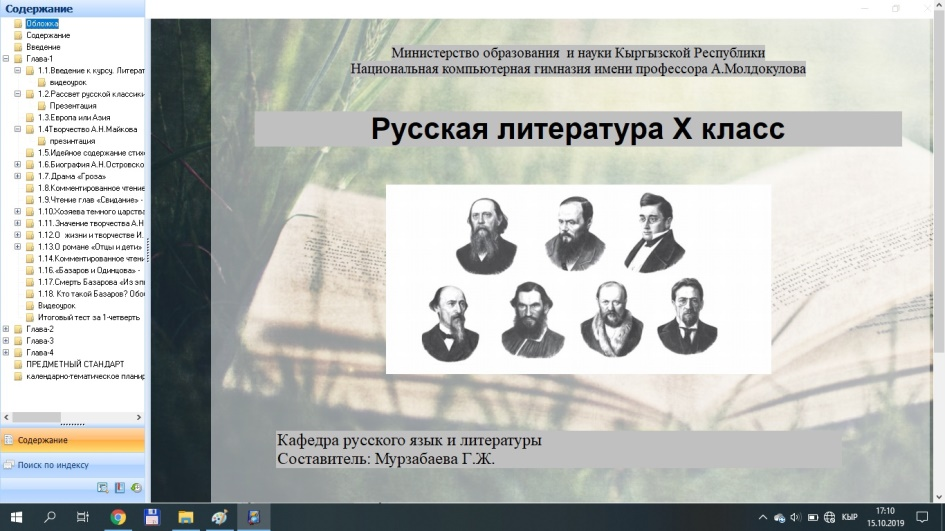 Содержание
Обложка
Содержание
Введение
Глава-1
1.1.Введение к курсу. Литерат
видеоурок
1.2.Рассвет русской классики
Презентация
1.3.Европа или Азия
1.4Творчество А.Н.Майкова
презинтация
1.5.Идейное содержание стих
1.6.Биография А.Н.Островско
1.7.Драма «Гроза»
1.8.Комментированное чтение
1.9.Чтение глав «Свидание» -
1.10.Хозяева темного царства
1.11.Значение творчества А.Н
1.12.О жизни и творчестве И.
1.13.О романе «Отцы и дети»
1.14.Комментированное чтени
1.16.«Базаров и Одинцова» -
1.17.Смерть Базарова «Из эпи
1.18. Кто такой Базаров? Обо
Видеоурок
Итоговый тест за 1-четверть
Глава-2
Глава-3
Глава-4
ПРЕДМЕТНЫЙ СТАНДАРТ
календарно-тематическое планир
Содержание
Поиск по индексу
Министерство образования и науки Кыргызской Республики
Национальная компьютерная гимназия имени профессора А.Молдокулова
Русская литература X класс
Кафедра русского язык и литературы
Составитель: Мурзабаева Г.Ж.
КЫР
17:10
15.10.2019